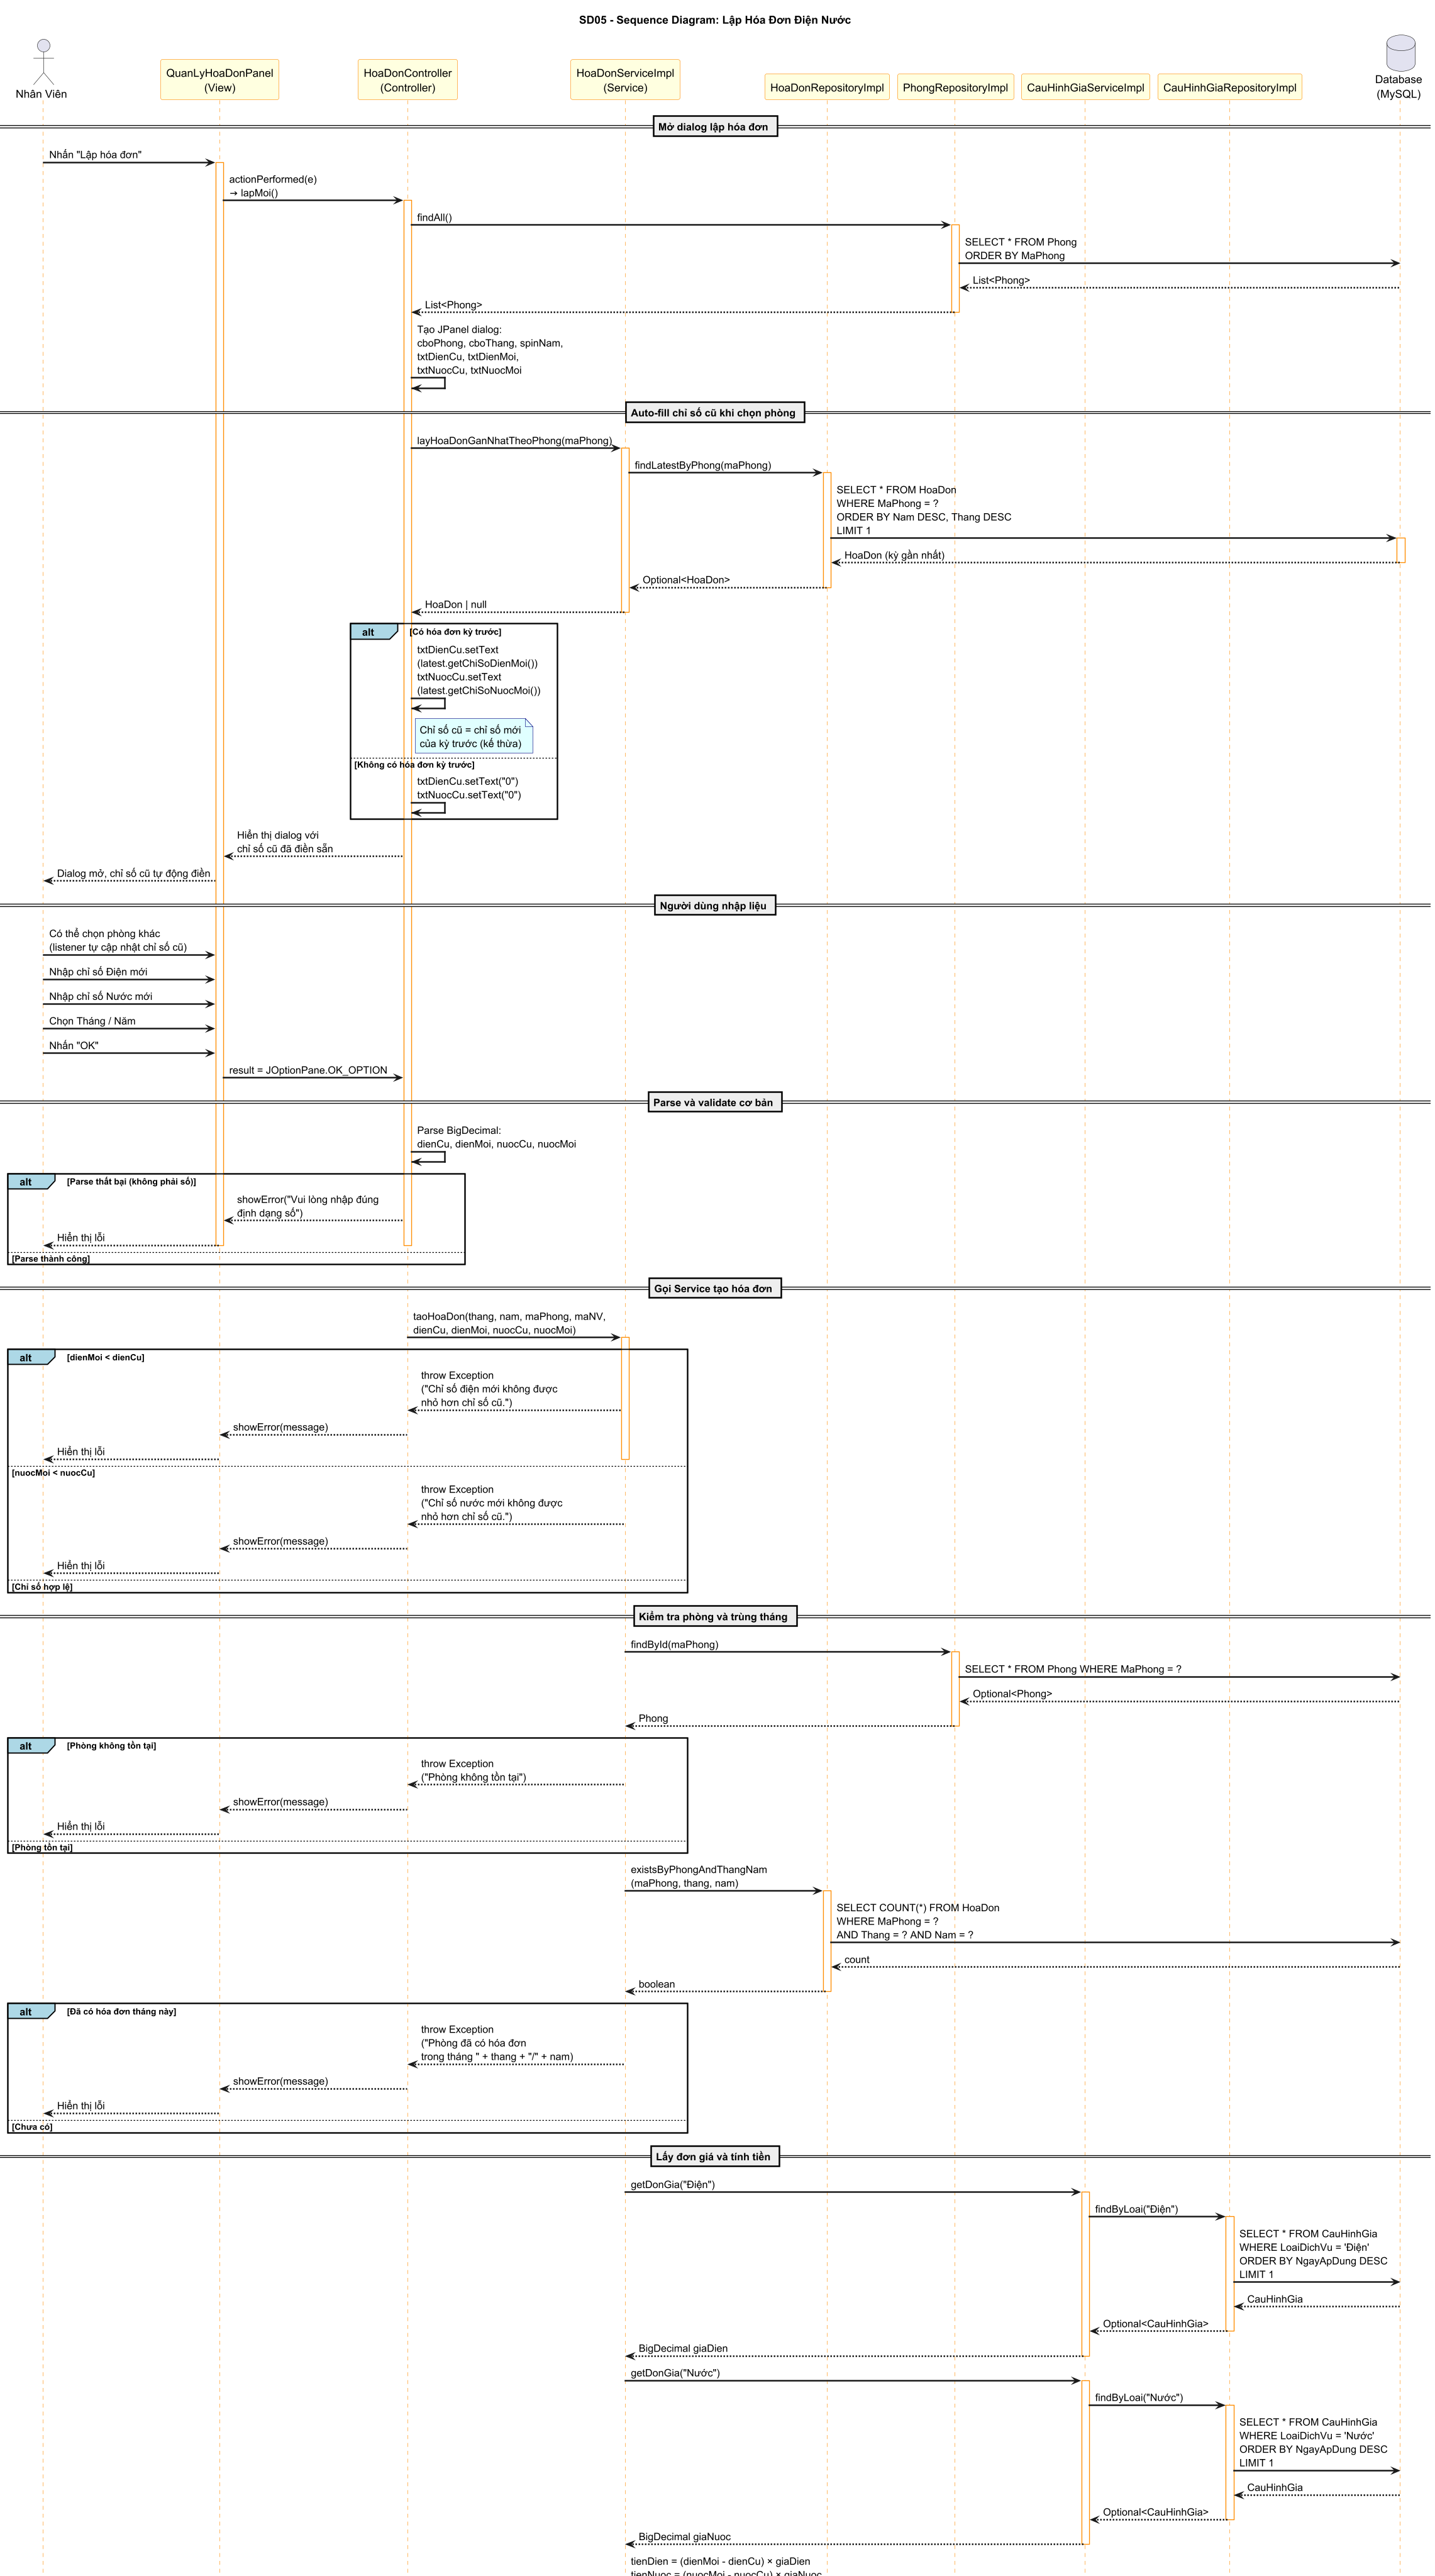 SD05 - Sequence Diagram: Lập Hóa Đơn Điện Nước
Nhân Viên
QuanLyHoaDonPanel
(View)
HoaDonController
(Controller)
HoaDonServiceImpl
(Service)
HoaDonRepositoryImpl
PhongRepositoryImpl
CauHinhGiaServiceImpl
CauHinhGiaRepositoryImpl
Database
(MySQL)
Mở dialog lập hóa đơn
Nhấn "Lập hóa đơn"
actionPerformed(e)
→ lapMoi()
findAll()
SELECT * FROM Phong
ORDER BY MaPhong
List<Phong>
List<Phong>
Tạo JPanel dialog:
cboPhong, cboThang, spinNam,
txtDienCu, txtDienMoi,
txtNuocCu, txtNuocMoi
Auto-fill chỉ số cũ khi chọn phòng
layHoaDonGanNhatTheoPhong(maPhong)
findLatestByPhong(maPhong)
SELECT * FROM HoaDon
WHERE MaPhong = ?
ORDER BY Nam DESC, Thang DESC
LIMIT 1
HoaDon (kỳ gần nhất)
Optional<HoaDon>
HoaDon | null
alt [Có hóa đơn kỳ trước]
txtDienCu.setText
(latest.getChiSoDienMoi())
txtNuocCu.setText
(latest.getChiSoNuocMoi())
Chỉ số cũ = chỉ số mới
của kỳ trước (kế thừa)
[Không có hóa đơn kỳ trước]
txtDienCu.setText("0")
txtNuocCu.setText("0")
Hiển thị dialog với
chỉ số cũ đã điền sẵn
Dialog mở, chỉ số cũ tự động điền
Người dùng nhập liệu
Có thể chọn phòng khác
(listener tự cập nhật chỉ số cũ)
Nhập chỉ số Điện mới
Nhập chỉ số Nước mới
Chọn Tháng / Năm
Nhấn "OK"
result = JOptionPane.OK_OPTION
Parse và validate cơ bản
Parse BigDecimal:
dienCu, dienMoi, nuocCu, nuocMoi
alt [Parse thất bại (không phải số)]
showError("Vui lòng nhập đúng
định dạng số")
Hiển thị lỗi
[Parse thành công]
Gọi Service tạo hóa đơn
taoHoaDon(thang, nam, maPhong, maNV,
dienCu, dienMoi, nuocCu, nuocMoi)
alt [dienMoi < dienCu]
throw Exception
("Chỉ số điện mới không được
nhỏ hơn chỉ số cũ.")
showError(message)
Hiển thị lỗi
[nuocMoi < nuocCu]
throw Exception
("Chỉ số nước mới không được
nhỏ hơn chỉ số cũ.")
showError(message)
Hiển thị lỗi
[Chỉ số hợp lệ]
Kiểm tra phòng và trùng tháng
findById(maPhong)
SELECT * FROM Phong WHERE MaPhong = ?
Optional<Phong>
Phong
alt [Phòng không tồn tại]
throw Exception
("Phòng không tồn tại")
showError(message)
Hiển thị lỗi
[Phòng tồn tại]
existsByPhongAndThangNam
(maPhong, thang, nam)
SELECT COUNT(*) FROM HoaDon
WHERE MaPhong = ?
AND Thang = ? AND Nam = ?
count
boolean
alt [Đã có hóa đơn tháng này]
throw Exception
("Phòng đã có hóa đơn
trong tháng " + thang + "/" + nam)
showError(message)
Hiển thị lỗi
[Chưa có]
Lấy đơn giá và tính tiền
getDonGia("Điện")
findByLoai("Điện")
SELECT * FROM CauHinhGia
WHERE LoaiDichVu = 'Điện'
ORDER BY NgayApDung DESC
LIMIT 1
CauHinhGia
Optional<CauHinhGia>
BigDecimal giaDien
getDonGia("Nước")
findByLoai("Nước")
SELECT * FROM CauHinhGia
WHERE LoaiDichVu = 'Nước'
ORDER BY NgayApDung DESC
LIMIT 1
CauHinhGia
Optional<CauHinhGia>
BigDecimal giaNuoc
tienDien = (dienMoi - dienCu) × giaDien
tienNuoc = (nuocMoi - nuocCu) × giaNuoc